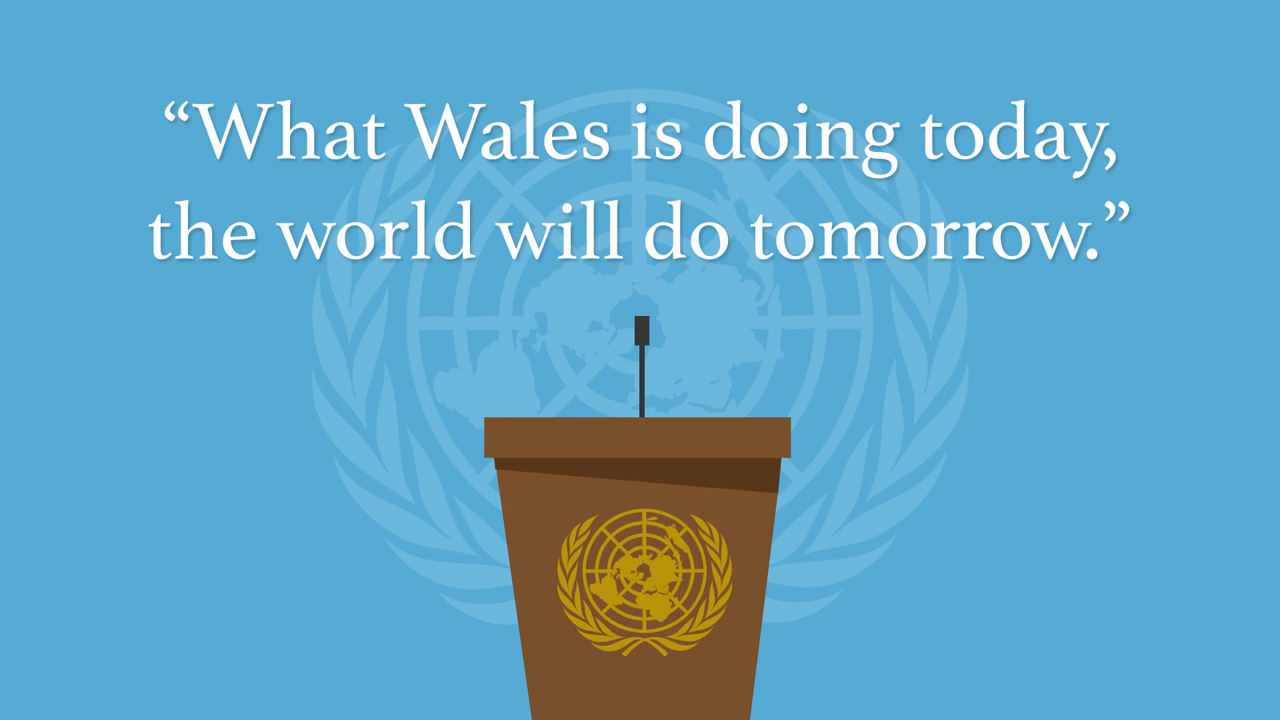 “What Wales is doing today,
the world will do tomorrow.”